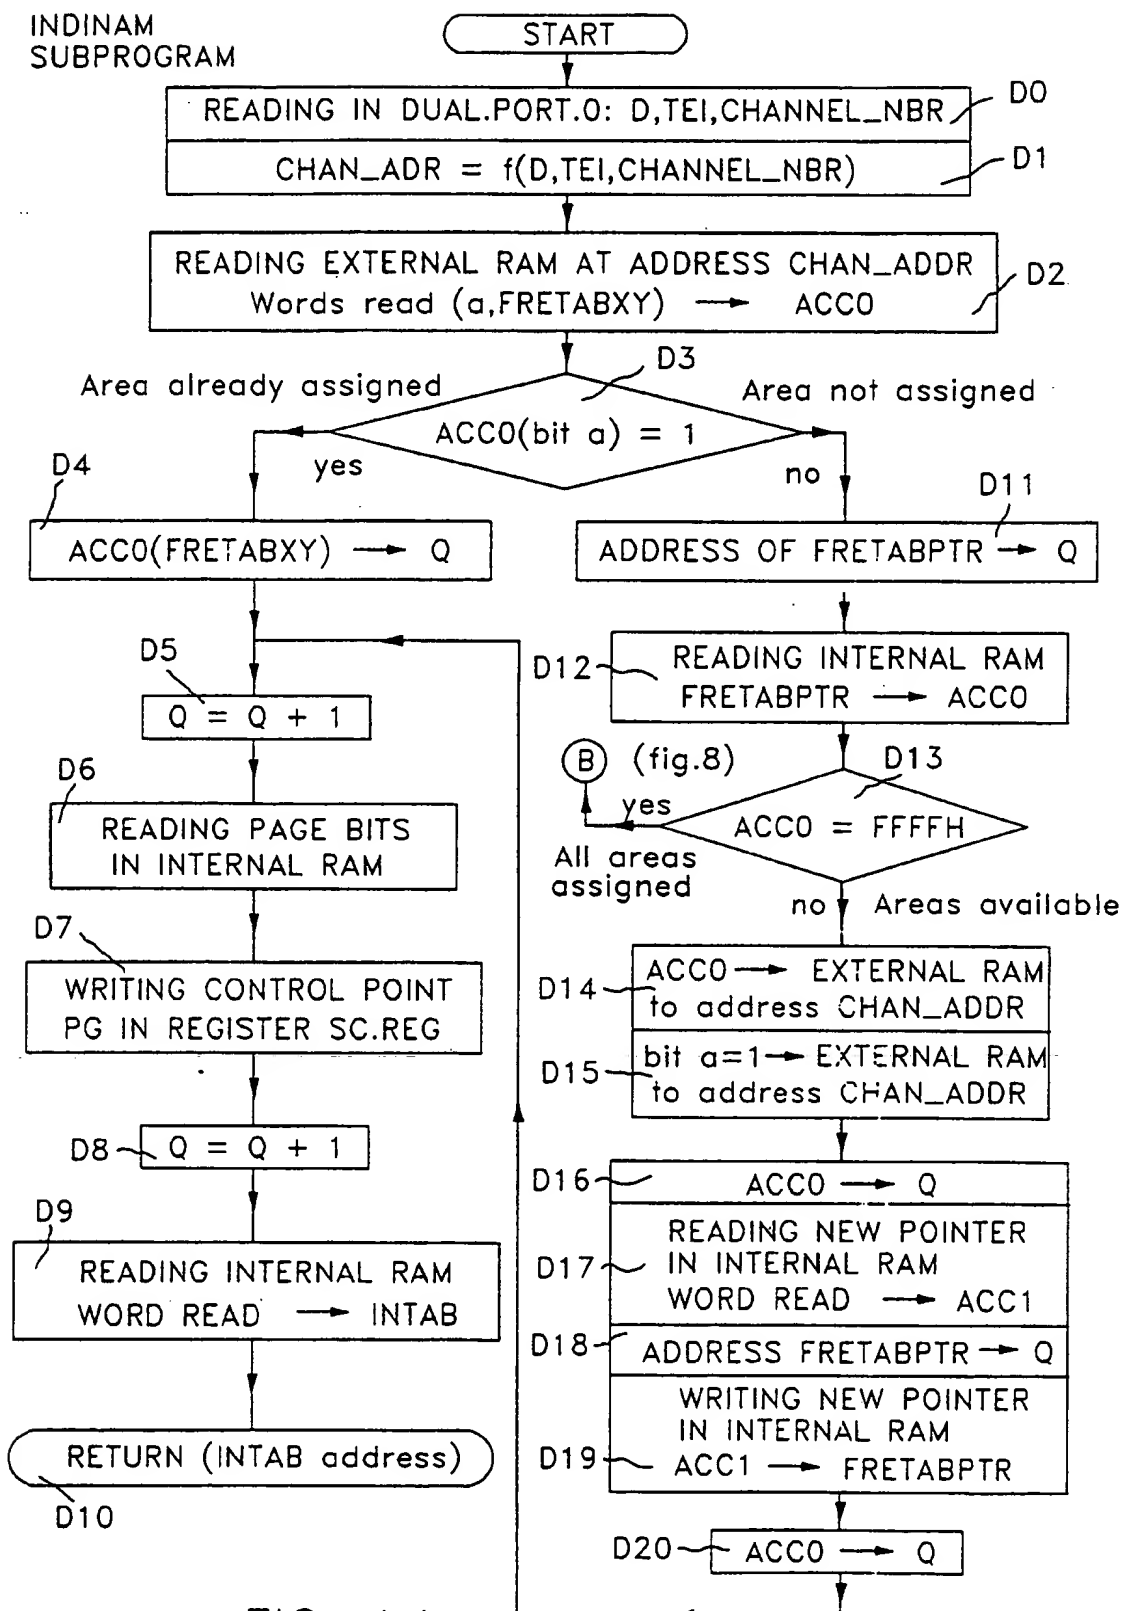 INDINAM
SUBPROGRAM
START
READING IN DUAL.PORT.0: D,TEI,CHANNEL_NBR
D0
CHAN_ADR = f(D,TEI,CHANNEL_NBR)
D1
READING EXTERNAL RAM AT ADDRESS CHAN_ADDR
Words read (a,FRETABXY) → ACC0
D2
D3
Area already assigned
Area not assigned
ACC0(bit a) = 1
yes
no
D4
ACC0(FRETABXY) → Q
D11
ADDRESS OF FRETABPTR → Q
D5
Q = Q + 1
D12
READING INTERNAL RAM
FRETABPTR → ACC0
D6
READING PAGE BITS
IN INTERNAL RAM
B (fig.8)
D13
yes
ACC0 = FFFFH
All areas
assigned
no
Areas available
D7
WRITING CONTROL POINT
PG IN REGISTER SC.REG
D14
ACC0 → EXTERNAL RAM
to address CHAN_ADDR
D15
bit a=1 → EXTERNAL RAM
to address CHAN_ADDR
D8
Q = Q + 1
D16
ACC0 → Q
D9
READING INTERNAL RAM
WORD READ → INTAB
D17
READING NEW POINTER
IN INTERNAL RAM
WORD READ → ACC1
D18
ADDRESS FRETABPTR → Q
D19
WRITING NEW POINTER
IN INTERNAL RAM
ACC1 → FRETABPTR
RETURN (INTAB address)
D10
D20
ACC0 → Q